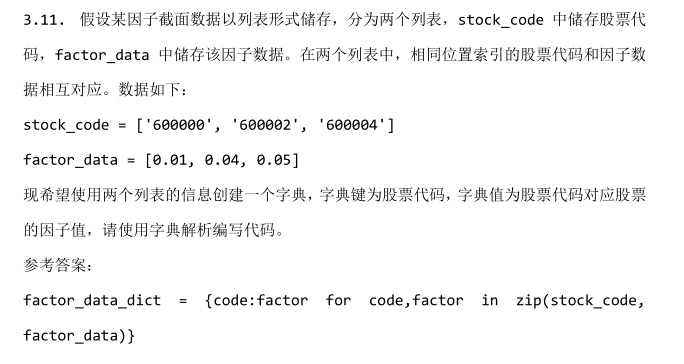 3.11. 假设某因子截面数据以列表形式储存，分为两个列表，stock_code 中储存股票代
码，factor_data 中储存该因子数据。在两个列表中，相同位置索引的股票代码和因子数
据相互对应。数据如下：
stock_code = ['600000', '600002', '600004']
factor_data = [0.01, 0.04, 0.05]
现希望使用两个列表的信息创建一个字典，字典键为股票代码，字典值为股票代码对应股票
的因子值，请使用字典解析编写代码。
参考答案：
factor_data_dict = {code:factor for code,factor in zip(stock_code,
factor_data)}